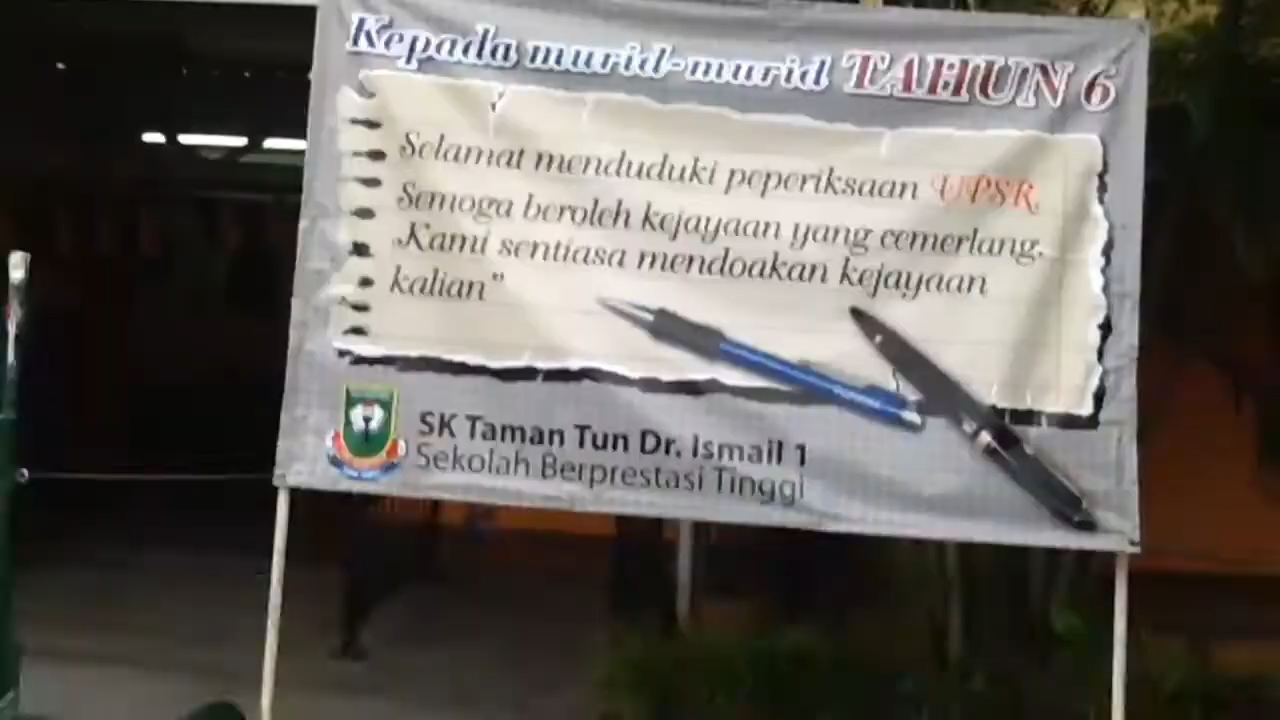 Kepada murid-murid TAHUN 6
Selamat menduduki peperiksaan UPSR.
Semoga beroleh kejayaan yang cemerlang.
Kami sentiasa mendoakan kejayaan
kalian”
SK Taman Tun Dr. Ismail 1
Sekolah Berprestasi Tinggi